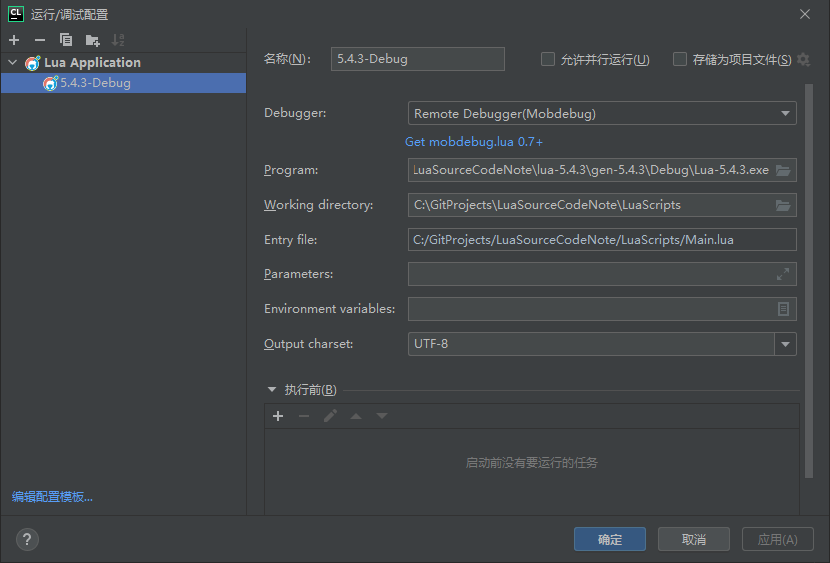 CL 运行/调试配置
Lua Application
5.4.3-Debug
编辑配置模板...
名称(N): 5.4.3-Debug 允许并行运行(U) 存储为项目文件(S)
Debugger: Remote Debugger(Mobdebug)
Get mobdebug.lua 0.7+
Program: LuaSourceCodeNote\lua-5.4.3\gen-5.4.3\Debug\Lua-5.4.3.exe
Working directory: C:\GitProjects\LuaSourceCodeNote\LuaScripts
Entry file: C:/GitProjects/LuaSourceCodeNote/LuaScripts/Main.lua
Parameters:
Environment variables:
Output charset: UTF-8
执行前(B)
启动前没有要运行的任务
? 确定 取消 应用(A)